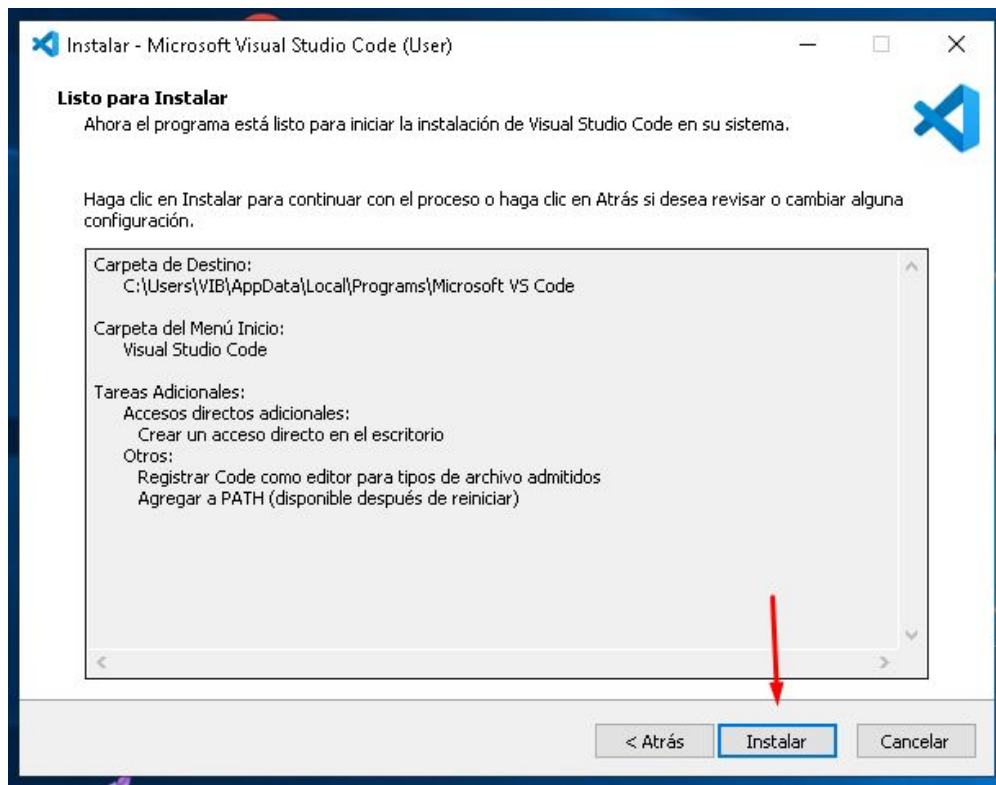 Instalar - Microsoft Visual Studio Code (User)
Listo para Instalar
Ahora el programa está listo para iniciar la instalación de Visual Studio Code en su sistema.
Haga clic en Instalar para continuar con el proceso o haga clic en Atrás si desea revisar o cambiar alguna
configuración.
Carpeta de Destino:
C:\Users\VIB\AppData\Local\Programs\Microsoft VS Code
Carpeta del Menú Inicio:
Visual Studio Code
Tareas Adicionales:
Accesos directos adicionales:
Crear un acceso directo en el escritorio
Otros:
Registrar Code como editor para tipos de archivo admitidos
Agregar a PATH (disponible después de reiniciar)
< Atrás
Instalar
Cancelar